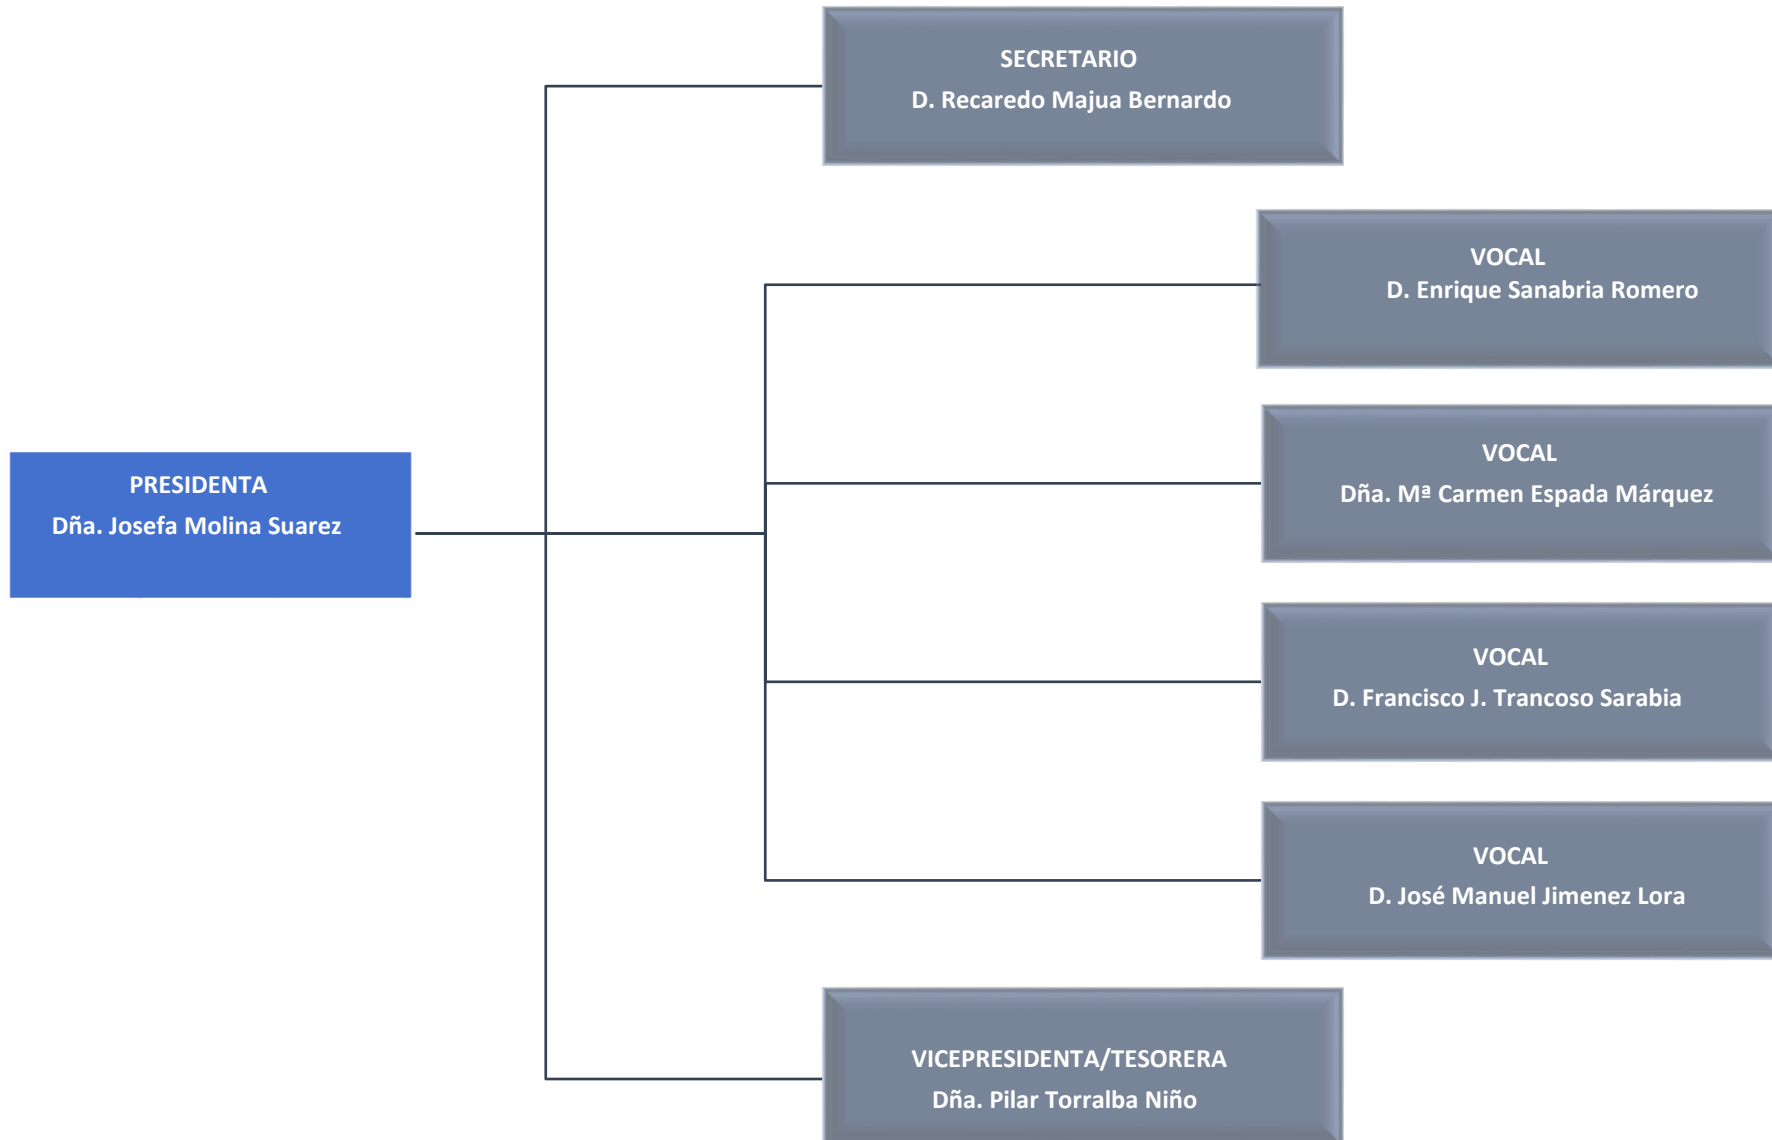 SECRETARIO
D. Recaredo Majua Bernardo
VOCAL
D. Enrique Sanabria Romero
VOCAL
Dña. Mª Carmen Espada Márquez
PRESIDENTA
Dña. Josefa Molina Suarez
VOCAL
D. Francisco J. Trancoso Sarabia
VOCAL
D. José Manuel Jimenez Lora
VICEPRESIDENTA/TESORERA
Dña. Pilar Torralba Niño